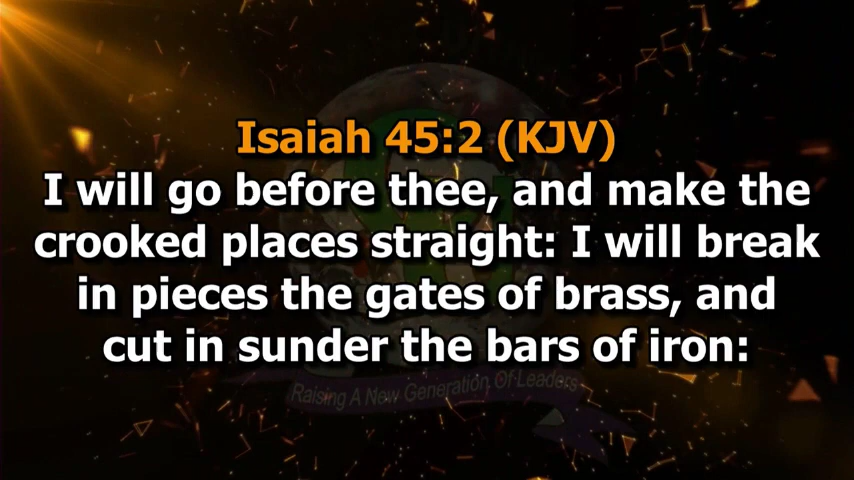 Isaiah 45:2 (KJV)
I will go before thee, and make the
crooked places straight: I will break
in pieces the gates of brass, and
cut in sunder the bars of iron:
Raising A New Generation Of Leaders